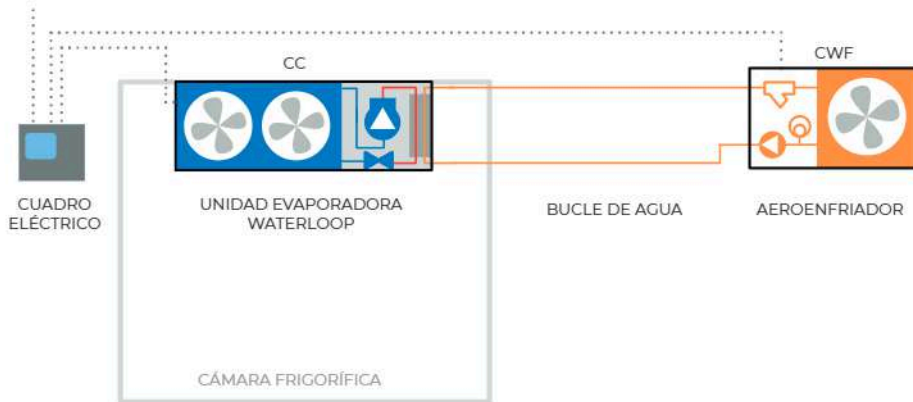 CC
CWF
CUADRO
ELÉCTRICO
UNIDAD EVAPORADORA
WATERLOOP
BUCLE DE AGUA
AEROENFRIADOR
CÁMARA FRIGORÍFICA